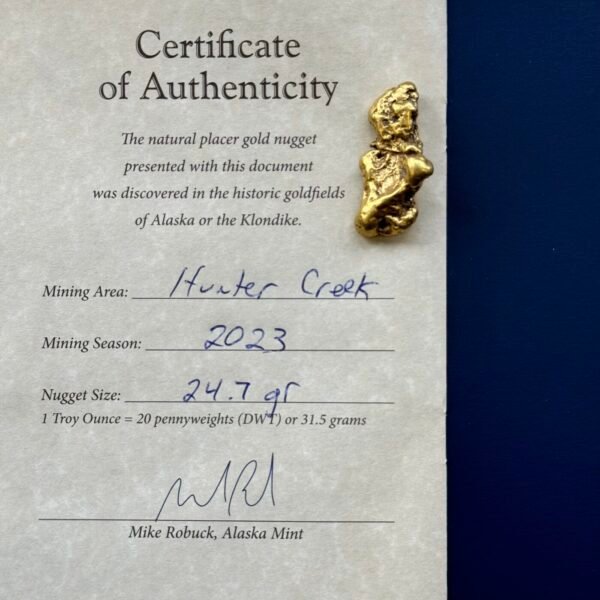 Certificate
of Authenticity
The natural placer gold nugget
presented with this document
was discovered in the historic goldfields
of Alaska or the Klondike.
Mining Area: Hunter Creek
Mining Season: 2023
Nugget Size: 24.7 gr
1 Troy Ounce = 20 pennyweights (DWT) or 31.5 grams
Mike Robuck, Alaska Mint